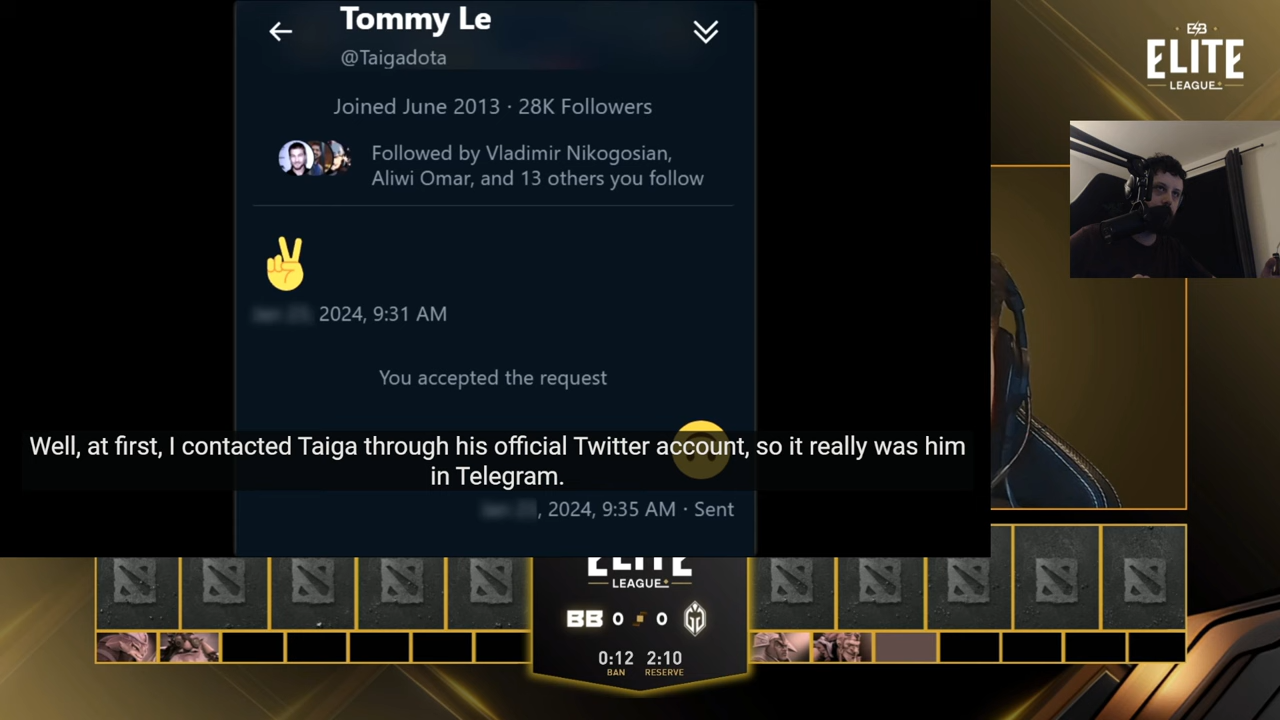 Tommy Le
@Taigadota
Joined June 2013 · 28K Followers
Followed by Vladimir Nikogosian,
Aliwi Omar, and 13 others you follow
2024, 9:31 AM
You accepted the request
Well, at first, I contacted Taiga through his official Twitter account, so it really was him
in Telegram.
, 2024, 9:35 AM · Sent
ESB
ELITE
LEAGUE
ELITE
LEAGUE
BB 0 0
0:12 2:10
BAN RESERVE